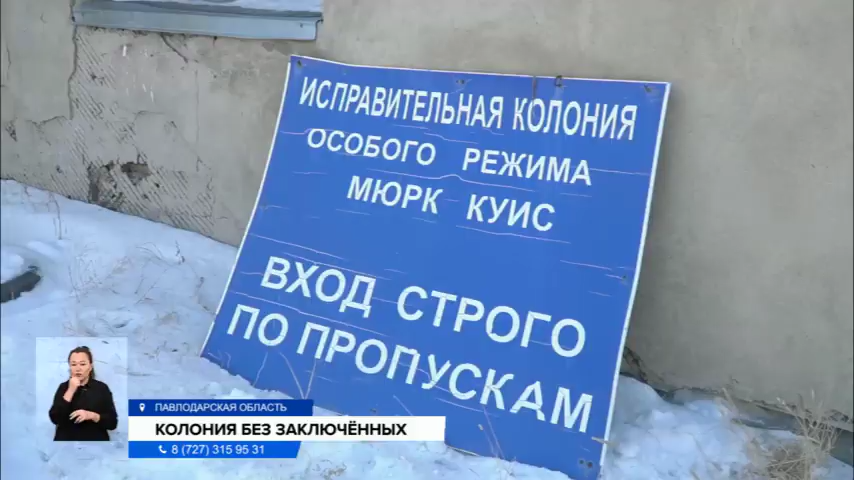 ИСПРАВИТЕЛЬНАЯ КОЛОНИЯ
ОСОБОГО РЕЖИМА
МЮРК КУИС
ВХОД СТРОГО
ПО ПРОПУСКАМ
ПАВЛОДАРСКАЯ ОБЛАСТЬ
КОЛОНИЯ БЕЗ ЗАКЛЮЧЁННЫХ
8 (727) 315 95 31